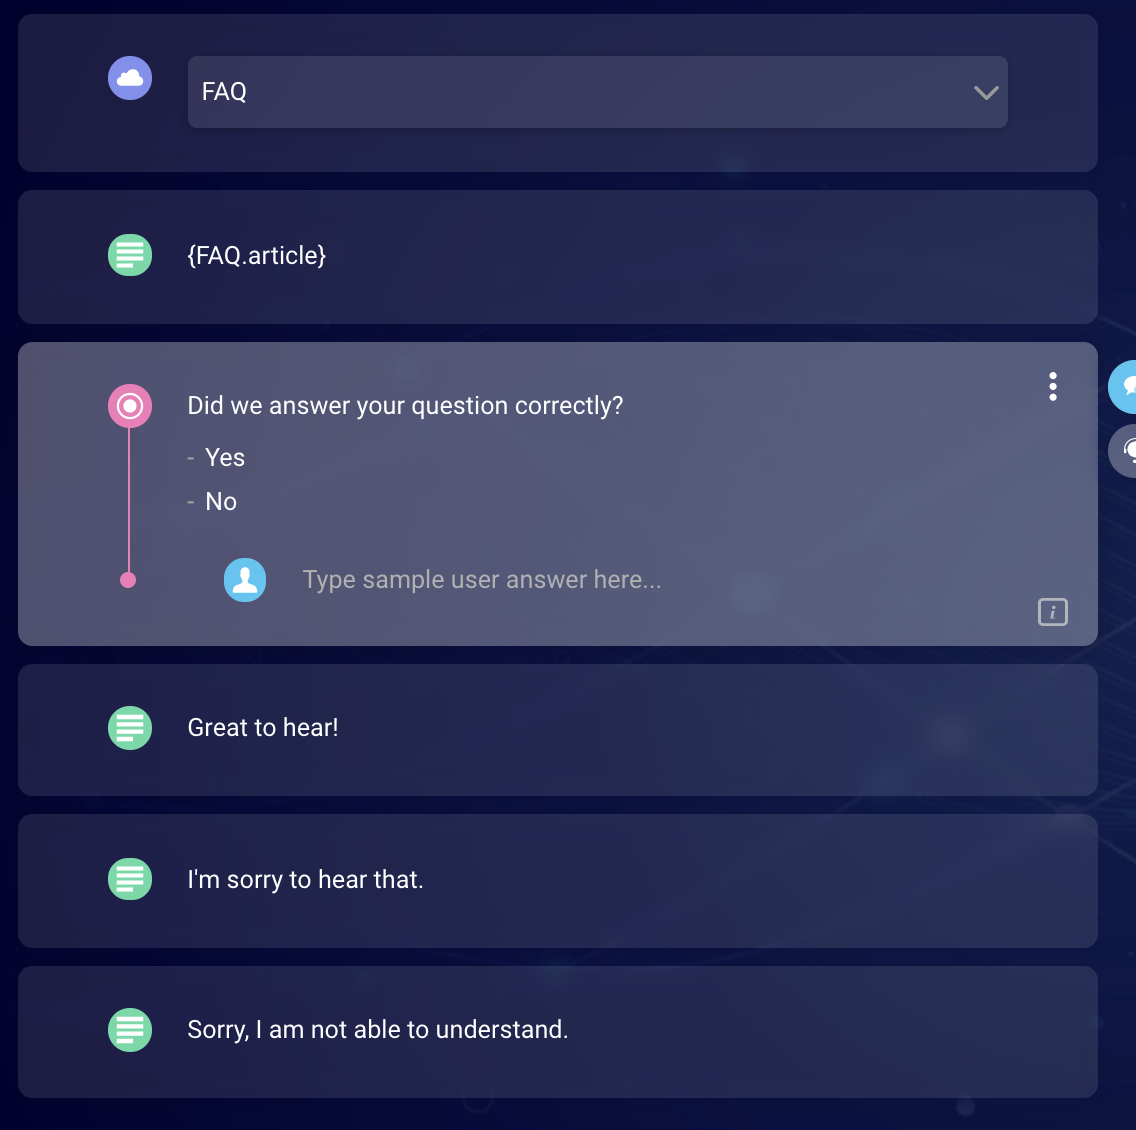 FAQ
{FAQ.article}
Did we answer your question correctly?
- Yes
- No
Type sample user answer here...
i
Great to hear!
I'm sorry to hear that.
Sorry, I am not able to understand.